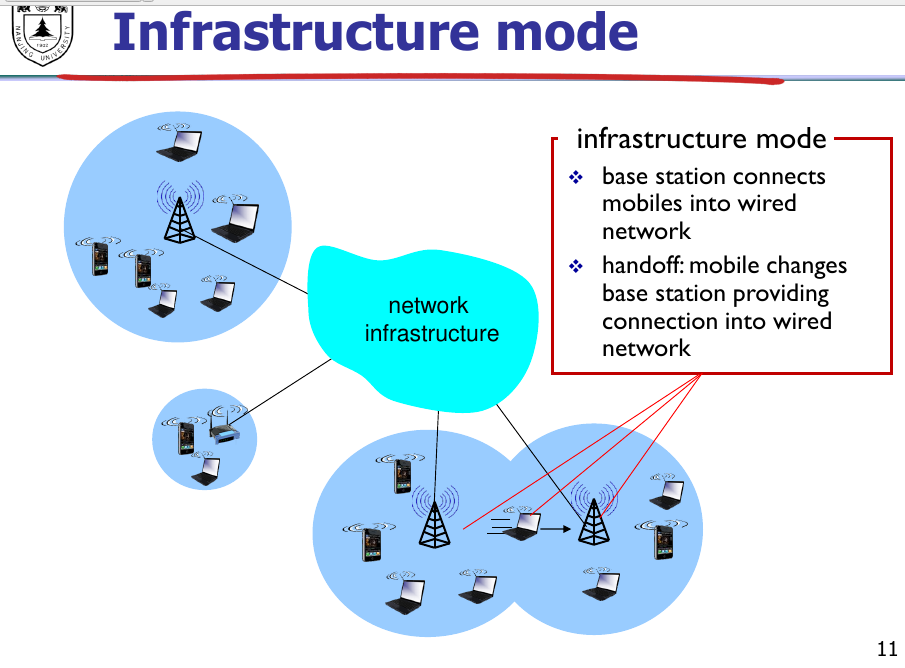 NANJING UNIVERSITY
1902
Infrastructure mode
infrastructure mode
❖ base station connects
mobiles into wired
network
❖ handoff: mobile changes
base station providing
connection into wired
network
network
infrastructure
11